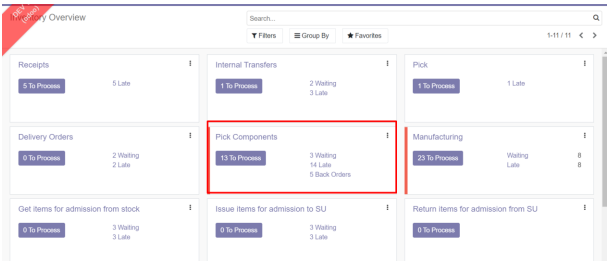 DEV
Inventory Overview
Search...
Filters Group By Favorites
1-11 / 11
Receipts
5 To Process
5 Late
Internal Transfers
1 To Process
2 Waiting
3 Late
Pick
1 To Process
1 Late
Delivery Orders
0 To Process
2 Waiting
2 Late
Pick Components
13 To Process
3 Waiting
14 Late
5 Back Orders
Manufacturing
23 To Process
Waiting 8
Late 8
Get items for admission from stock
0 To Process
3 Waiting
3 Late
Issue items for admission to SU
0 To Process
3 Waiting
3 Late
Return items for admission from SU
0 To Process